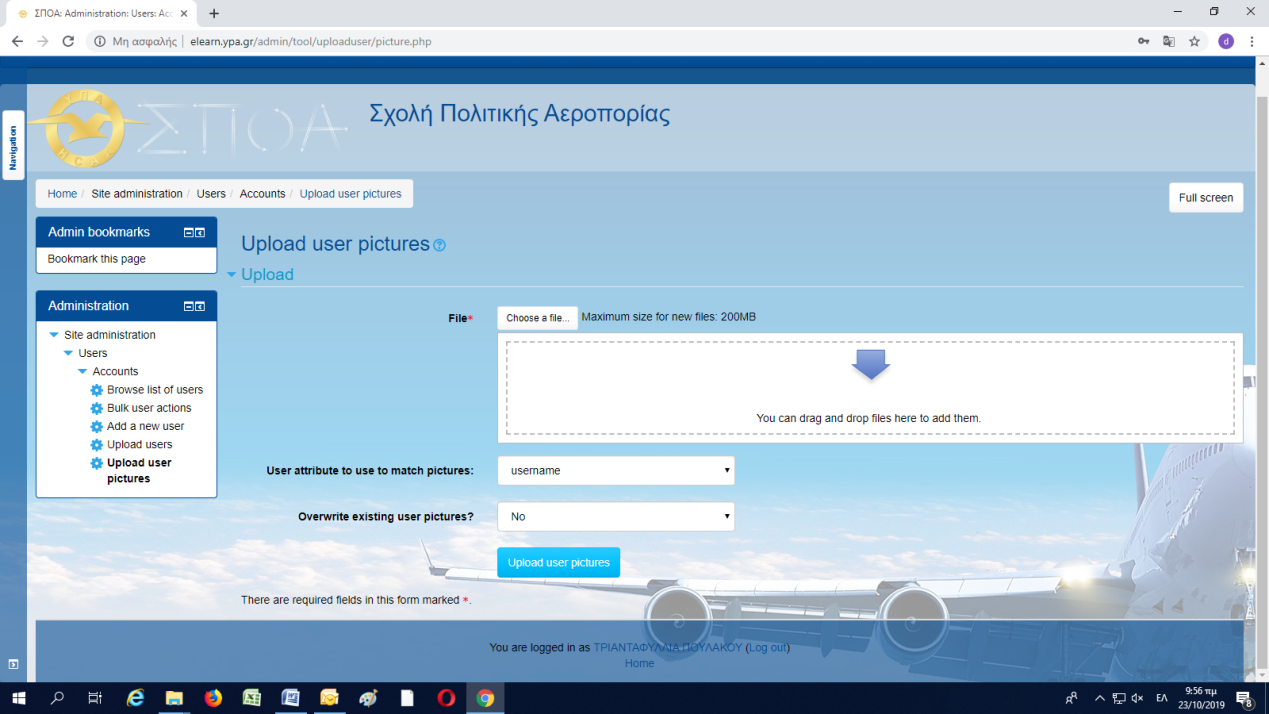 ΣΠΟΑ: Administration: Users: Acc
Μη ασφαλής | elearn.ypa.gr/admin/tool/uploaduser/picture.php
d
ΥΠΑ
HCAA
ΣΠΟΑ
Σχολή Πολιτικής Αεροπορίας
Navigation
Home / Site administration / Users / Accounts / Upload user pictures
Full screen
Admin bookmarks
Bookmark this page
Upload user pictures
Upload
Administration
Site administration
Users
Accounts
Browse list of users
Bulk user actions
Add a new user
Upload users
Upload user
pictures
File*
Choose a file...
Maximum size for new files: 200MB
You can drag and drop files here to add them.
User attribute to use to match pictures:
username
Overwrite existing user pictures?
No
Upload user pictures
There are required fields in this form marked *.
You are logged in as ΤΡΙΑΝΤΑΦΥΛΛΙΑ ΠΟΥΛΑΚΟΥ (Log out)
Home
ΕΛ
9:56 πμ
23/10/2019
8